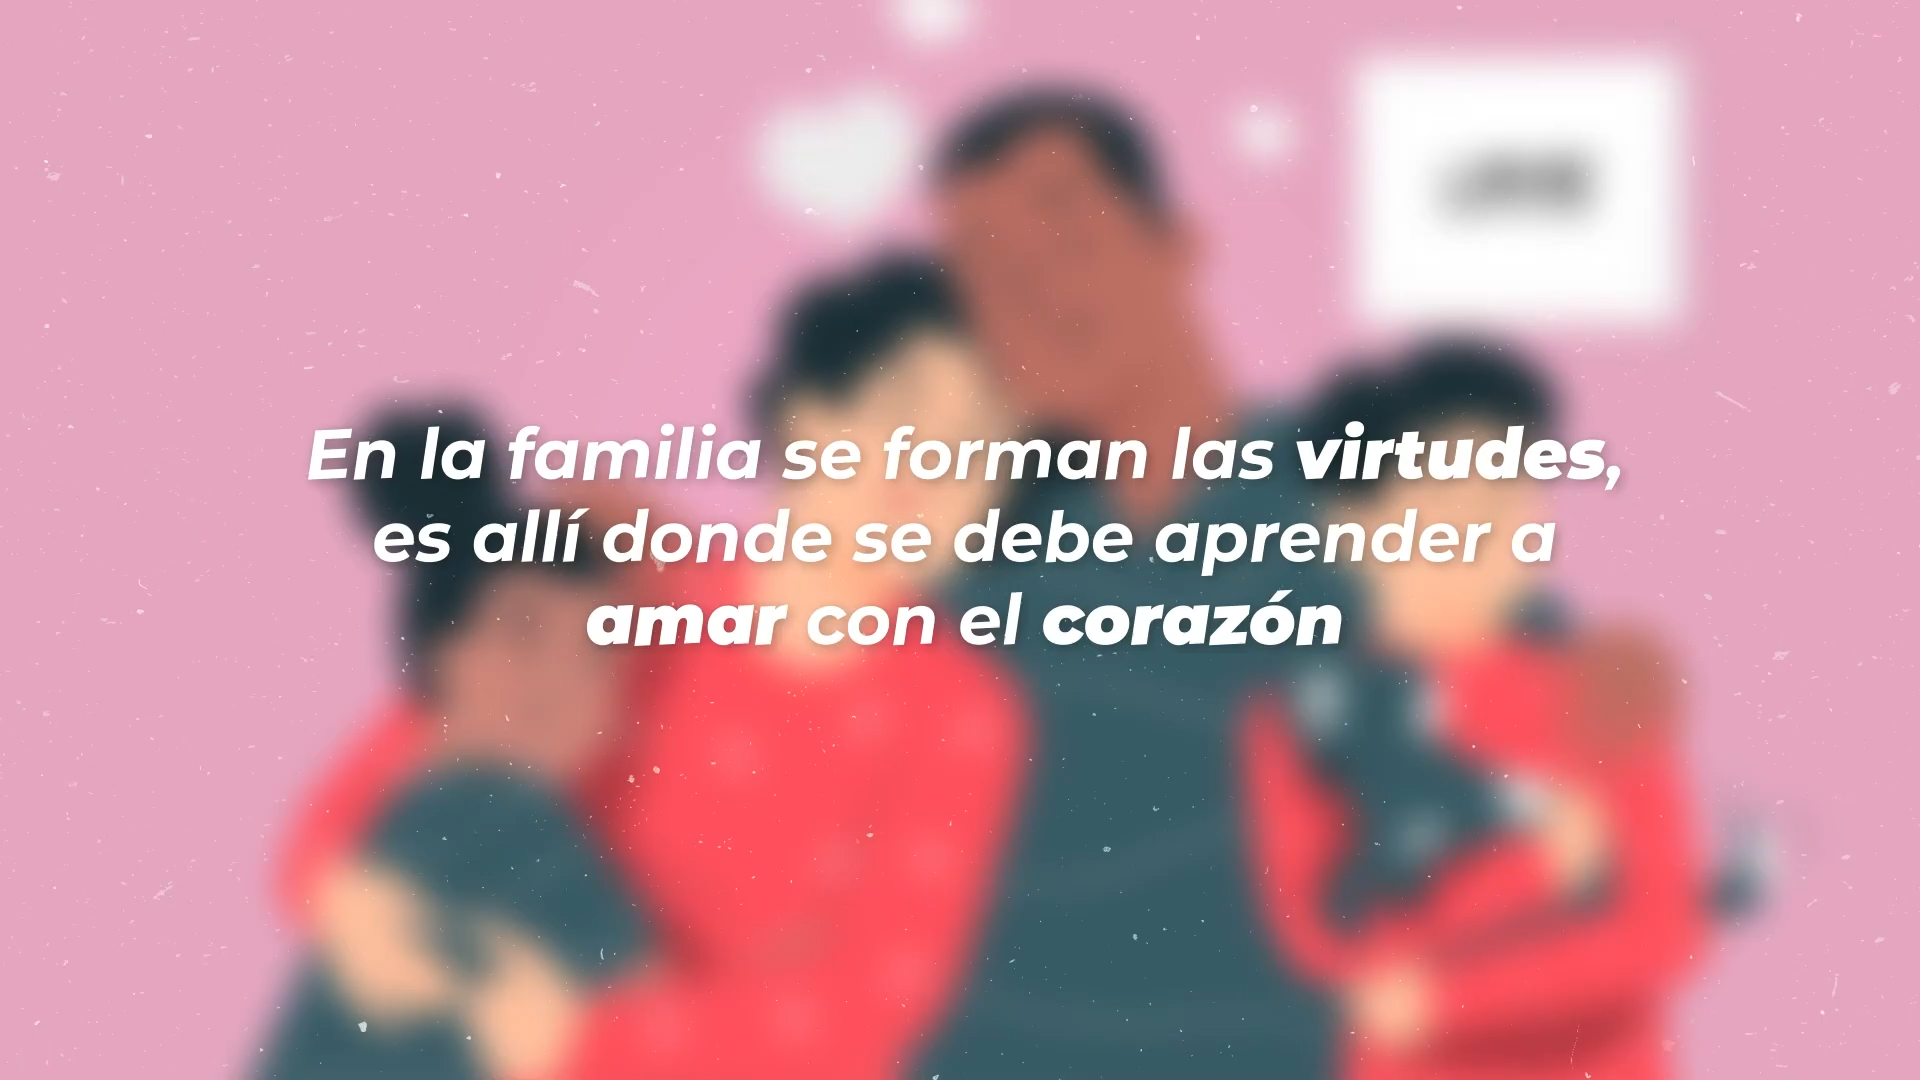 En la familia se forman las virtudes,
es allí donde se debe aprender a
amar con el corazón